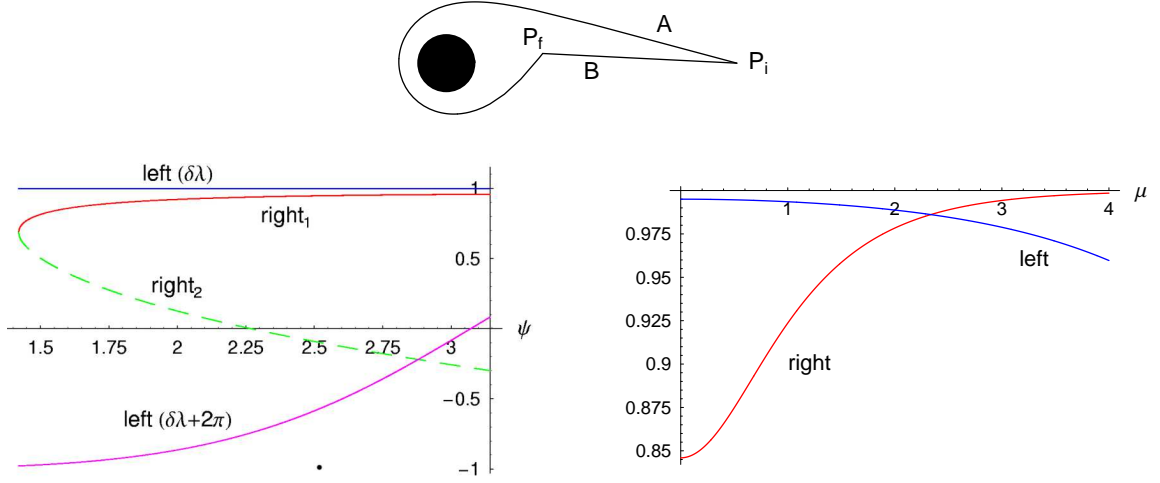 A
P_f
B
P_i
left (δλ)
1
right_1
0.5
right_2
ψ
1.5 1.75 2 2.25 2.5 2.75 3
−0.5
left (δλ+2π)
−1
μ
1 2 3 4
0.975
left
0.95
0.925
right
0.9
0.875
0.85